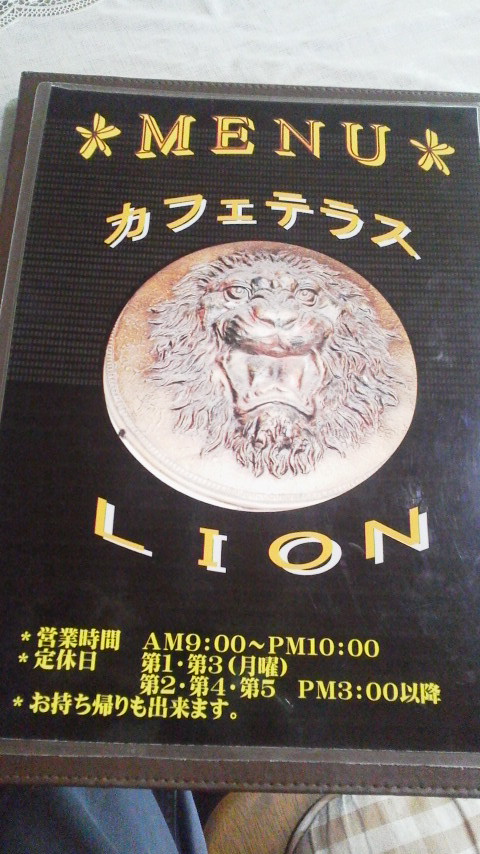 *MENU*
カフェテラス
LION
*営業時間 AM9:00～PM10:00
*定休日 第1・第3(月曜)
第2・第4・第5 PM3:00以降
*お持ち帰りも出来ます。